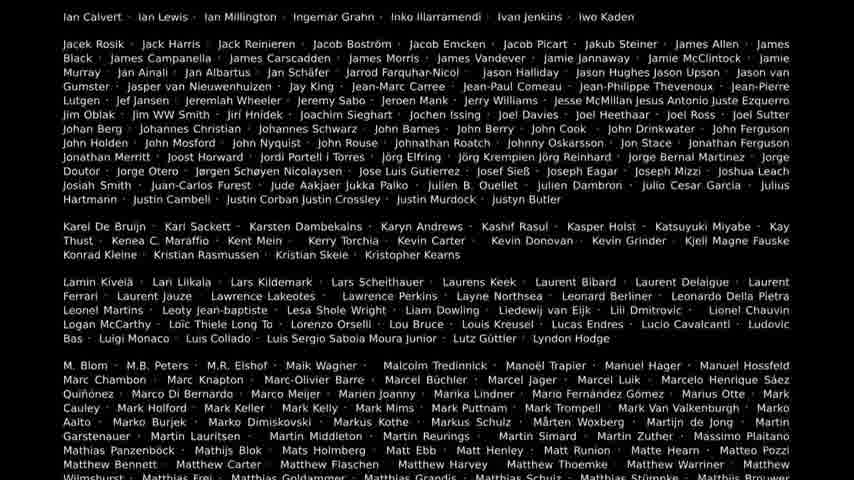 Ian Calvert · Ian Lewis · Ian Millington · Ingemar Grahn · Inko Illarramendi · Ivan Jenkins · Iwo Kaden
Jacek Rosik · Jack Harris · Jack Reinieren · Jacob Boström · Jacob Emcken · Jacob Picart · Jakub Steiner · James Allen · James
Black · James Campanella · James Carscadden · James Morris · James Vandever · Jamie Jannaway · Jamie McClintock · Jamie
Murray · Jan Ainali · Jan Albartus · Jan Schäfer · Jarrod Farquhar-Nicol · Jason Halliday · Jason Hughes Jason Upson · Jason van
Gumster · Jasper van Nieuwenhuizen · Jay King · Jean-Marc Carree · Jean-Paul Comeau · Jean-Philippe Thevenoux · Jean-Pierre
Lutgen · Jef Jansen · Jeremiah Wheeler · Jeremy Sabo · Jeroen Mank · Jerry Williams · Jesse McMillan Jesus Antonio Juste Ezquerro
Jim Oblak · Jim WW Smith · Jiri Hnídek · Joachim Sieghart · Jochen Issing · Joel Davies · Joel Heethaar · Joel Ross · Joel Sutter
Johan Berg · Johannes Christian · Johannes Schwarz · John Barnes · John Berry · John Cook · John Drinkwater · John Ferguson
John Holden · John Mosford · John Nyquist · John Rouse · Johnathan Roatch · Johnny Oskarsson · Jon Stace · Jonathan Ferguson
Jonathan Merritt · Joost Horward · Jordi Portell i Torres · Jörg Elfring · Jörg Krempien Jörg Reinhard · Jorge Bernal Martinez · Jorge
Doutor · Jorge Otero · Jørgen Schøyen Nicolaysen · Jose Luis Gutierrez · Josef Sieß · Joseph Eagar · Joseph Mizzi · Joshua Leach
Josiah Smith · Juan-Carlos Furest · Jude Aakjaer Jukka Palko · Julien B. Ouellet · Julien Dambron · Julio Cesar Garcia · Julius
Hartmann · Justin Cambell · Justin Corban Justin Crossley · Justin Murdock · Justyn Butler
Karel De Bruijn · Karl Sackett · Karsten Dambekalns · Karyn Andrews · Kashif Rasul · Kasper Holst · Katsuyuki Miyabe · Kay
Thust · Kenea C. Maraffio · Kent Mein · Kerry Torchia · Kevin Carter · Kevin Donovan · Kevin Grinder · Kjell Magne Fauske
Konrad Kleine · Kristian Rasmussen · Kristian Skeie · Kristopher Kearns
Lamin Kivelä · Lari Liikala · Lars Kildemark · Lars Scheithauer · Laurens Keek · Laurent Bibard · Laurent Delaigue · Laurent
Ferrari · Laurent Jauze · Lawrence Lakeotes · Lawrence Perkins · Layne Northsea · Leonard Berliner · Leonardo Della Pietra
Leonel Martins · Leoty Jean-baptiste · Lesa Shole Wright · Liam Dowling · Liedewij van Eijk · Lili Dmitrovic · Lionel Chauvin
Logan McCarthy · Loïc Thiele Long To · Lorenzo Orselli · Lou Bruce · Louis Kreusel · Lucas Endres · Lucio Cavalcanti · Ludovic
Bas · Luigi Monaco · Luis Collado · Luis Sergio Saboia Moura Junior · Lutz Güttler · Lyndon Hodge
M. Blom · M.B. Peters · M.R. Elshof · Maik Wagner · Malcolm Tredinnick · Manoël Trapier · Manuel Hager · Manuel Hossfeld
Marc Chambon · Marc Knapton · Marc-Olivier Barre · Marcel Büchler · Marcel Jager · Marcel Luik · Marcelo Henrique Sáez
Quiñónez · Marco Di Bernardo · Marco Meijer · Marien Joanny · Marika Lindner · Mario Fernández Gómez · Marius Otte · Mark
Cauley · Mark Holford · Mark Keller · Mark Kelly · Mark Mims · Mark Puttnam · Mark Trompell · Mark Van Valkenburgh · Marko
Aalto · Marko Burjek · Marko Dimiskovski · Markus Kothe · Markus Schulz · Mårten Woxberg · Martijn de Jong · Martin
Garstenauer · Martin Lauritsen · Martin Middleton · Martin Reurings · Martin Simard · Martin Zuther · Massimo Plaitano
Mathias Panzenböck · Mathijs Blok · Mats Holmberg · Matt Ebb · Matt Henley · Matt Runion · Matte Hearn · Matteo Pozzi
Matthew Bennett · Matthew Carter · Matthew Flaschen · Matthew Harvey · Matthew Thoemke · Matthew Warriner · Matthew
Wilmshurst · Matthias Frei · Matthias Goldammer · Matthias Grandis · Matthias Schulz · Matthias Stümpke · Matthijs Brouwer